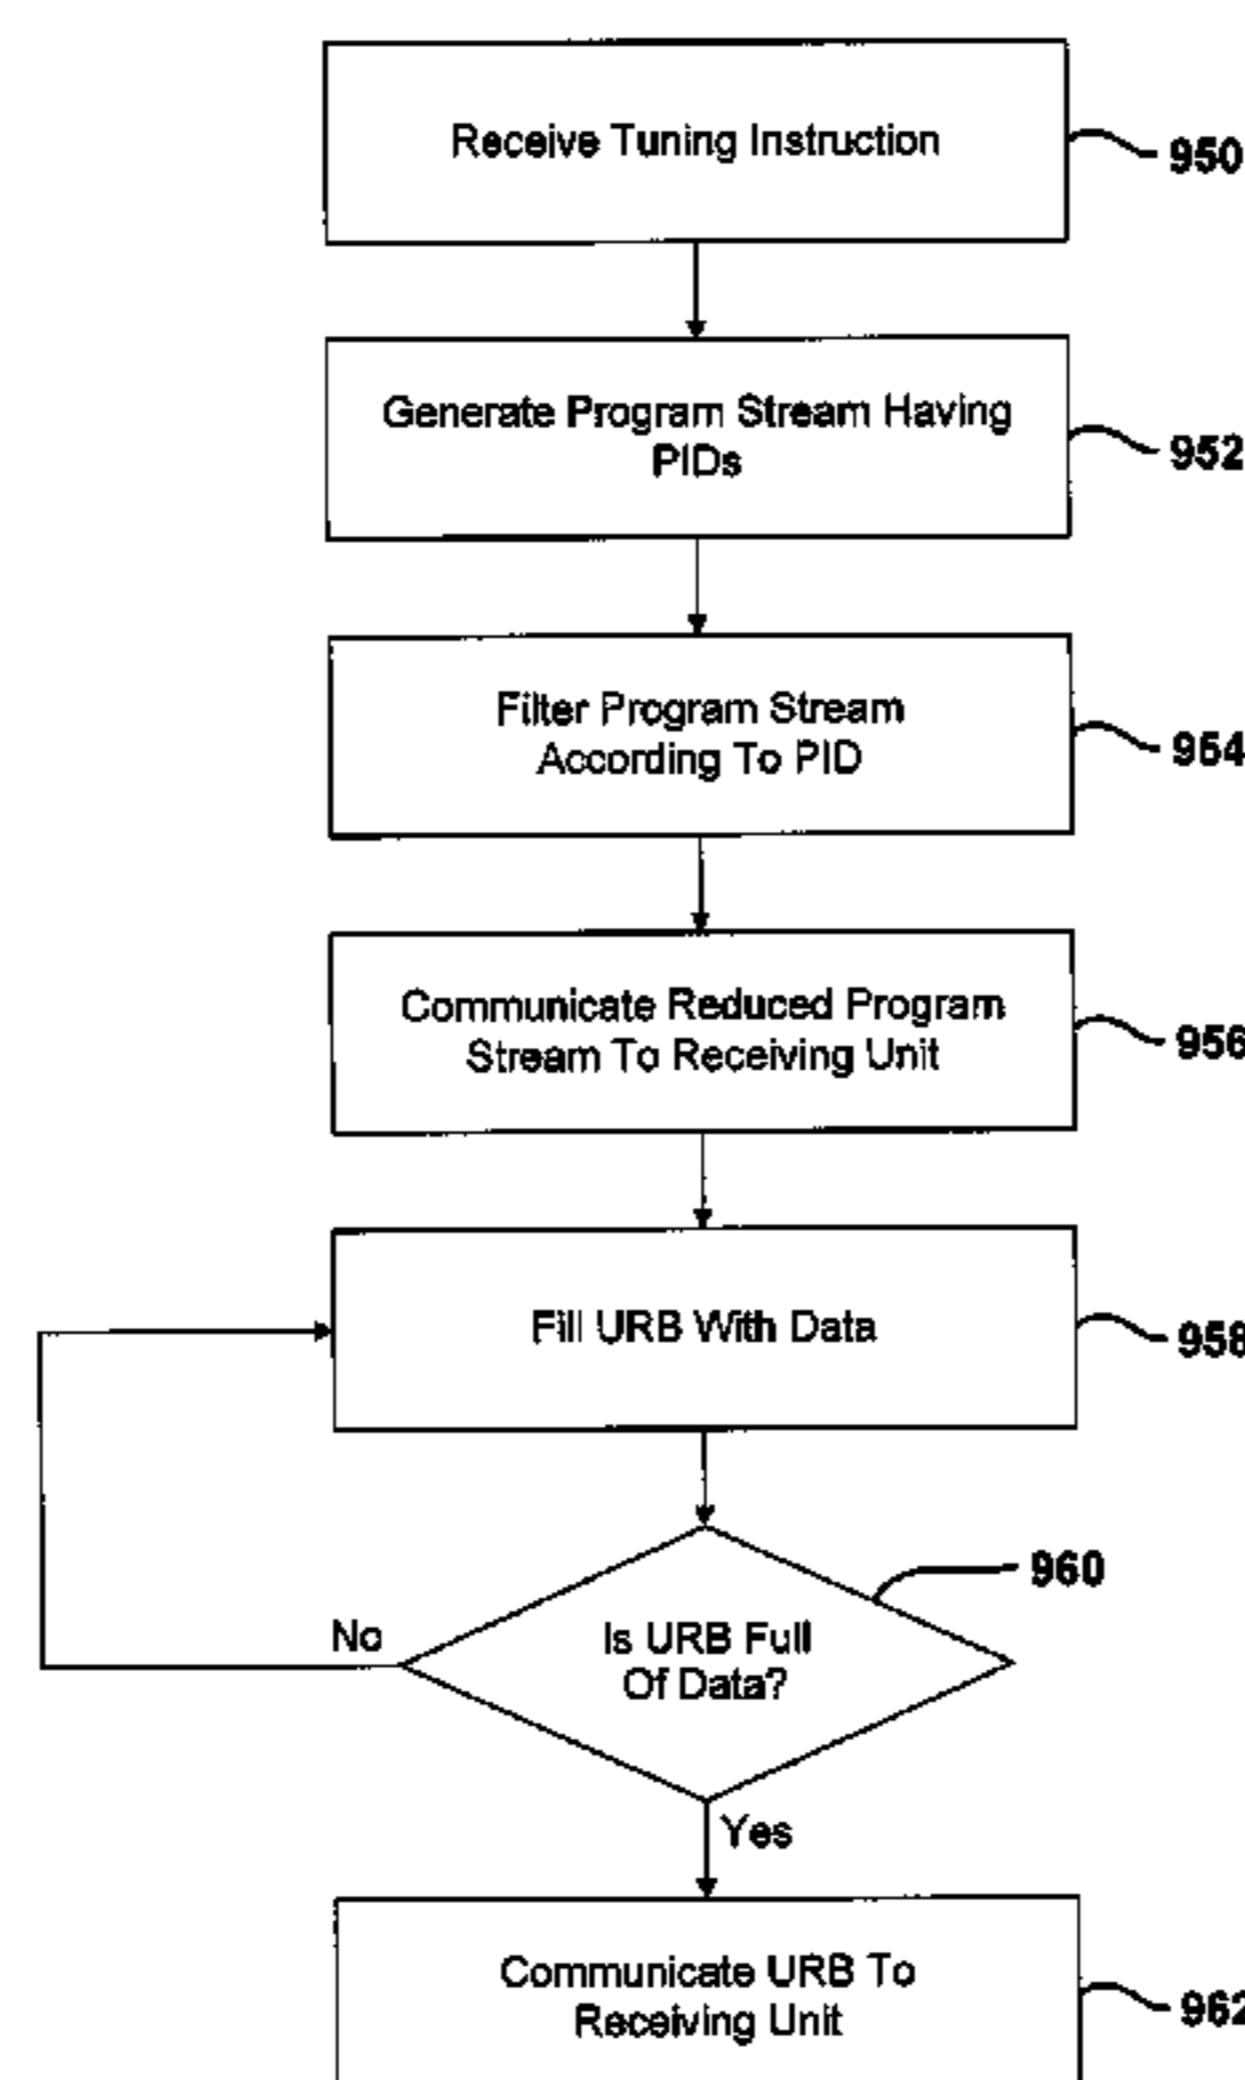 Receive Tuning Instruction
950
Generate Program Stream Having
PIDs
952
Filter Program Stream
According To PID
954
Communicate Reduced Program
Stream To Receiving Unit
956
Fill URB With Data
958
960
No
Is URB Full
Of Data?
Yes
Communicate URB To
Receiving Unit
962